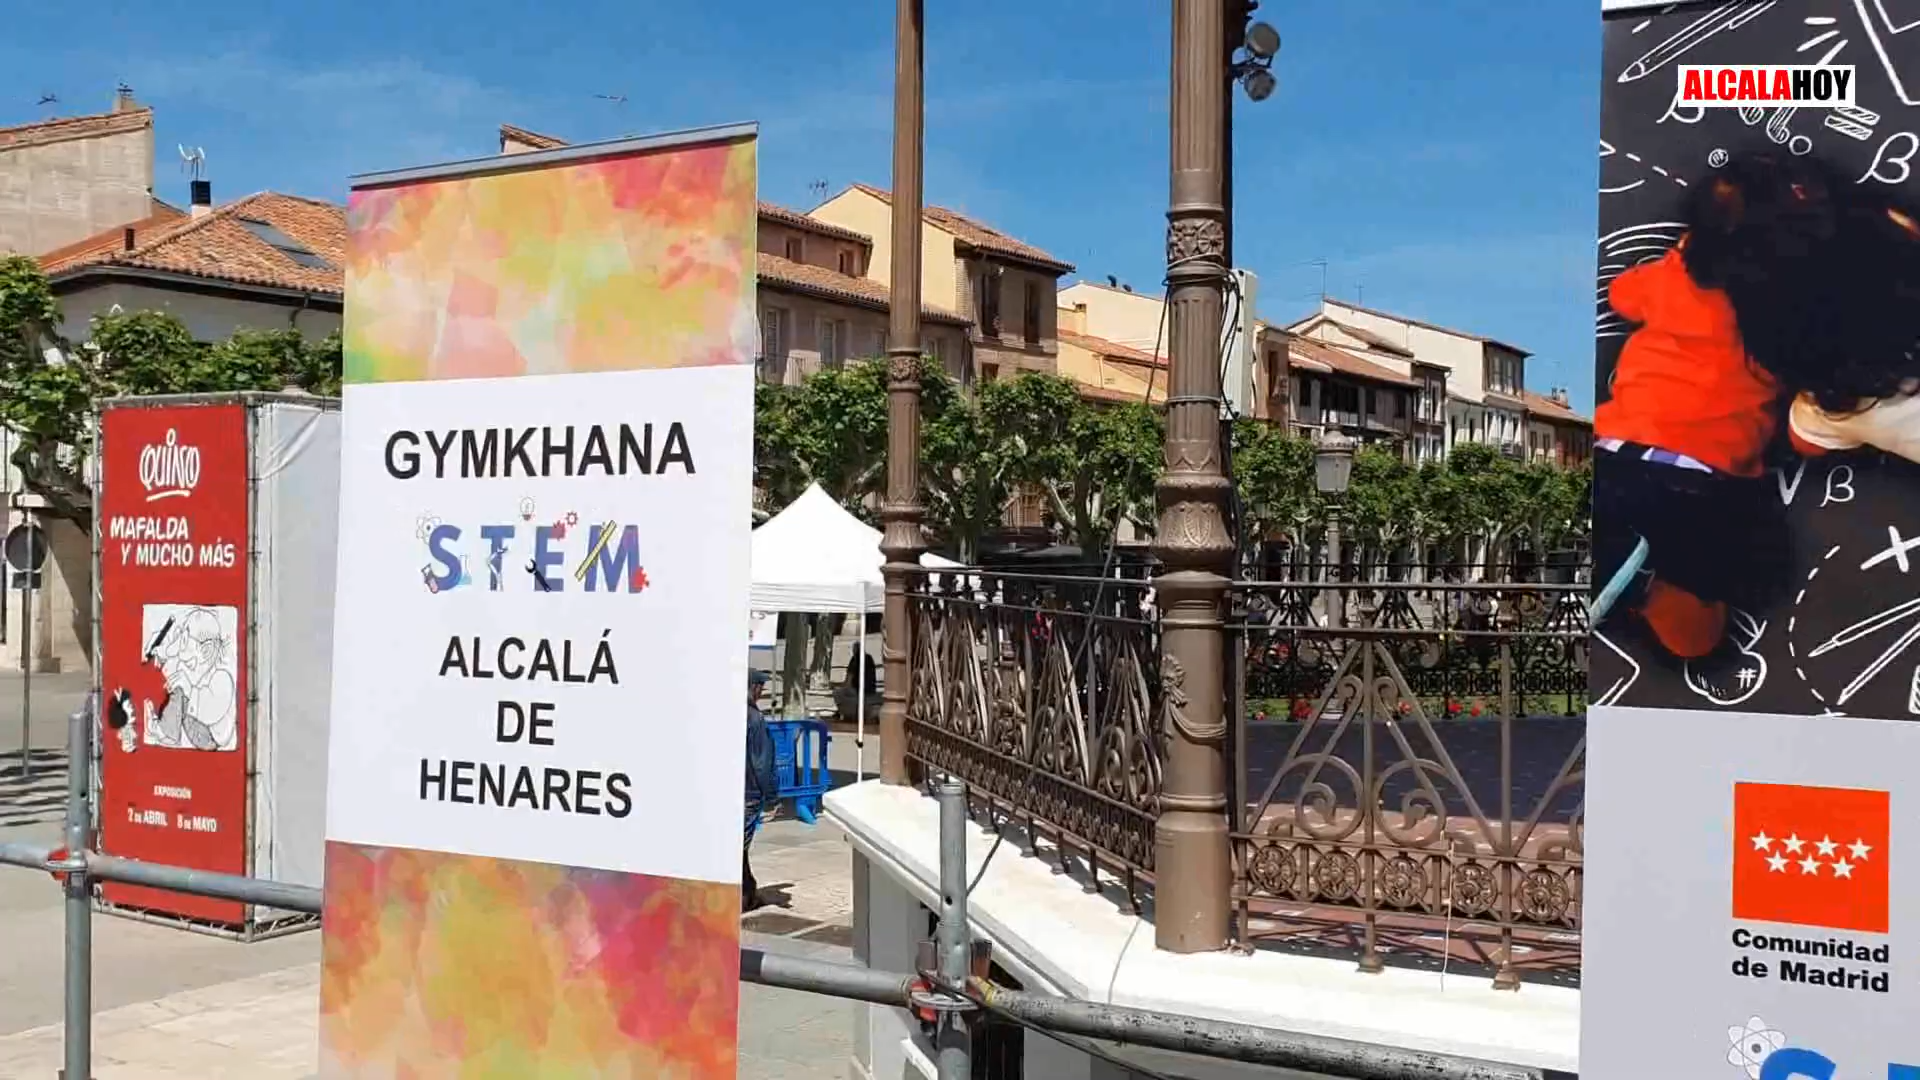 ALCALAHOY
GYMKHANA
STEM
ALCALÁ
DE
HENARES
QUINO
MAFALDA
Y MUCHO MÁS
EXPOSICIÓN
2 DE ABRIL 8 DE MAYO
β
β
√ β
#
Comunidad
de Madrid